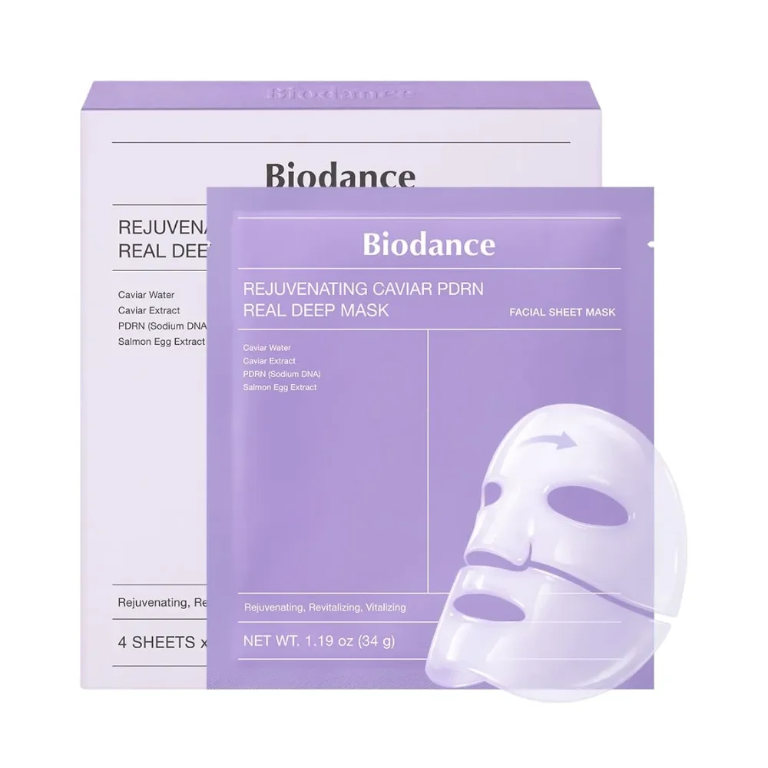 Biodance
Biodance
REJUVENA
REAL DEE
Caviar Water
Caviar Extract
PDRN (Sodium DNA
Salmon Egg Extract
Rejuvenating, Re
4 SHEETS x
Biodance
REJUVENATING CAVIAR PDRN
REAL DEEP MASK
FACIAL SHEET MASK
Caviar Water
Caviar Extract
PDRN (Sodium DNA)
Salmon Egg Extract
Rejuvenating, Revitalizing, Vitalizing
NET WT. 1.19 oz (34 g)